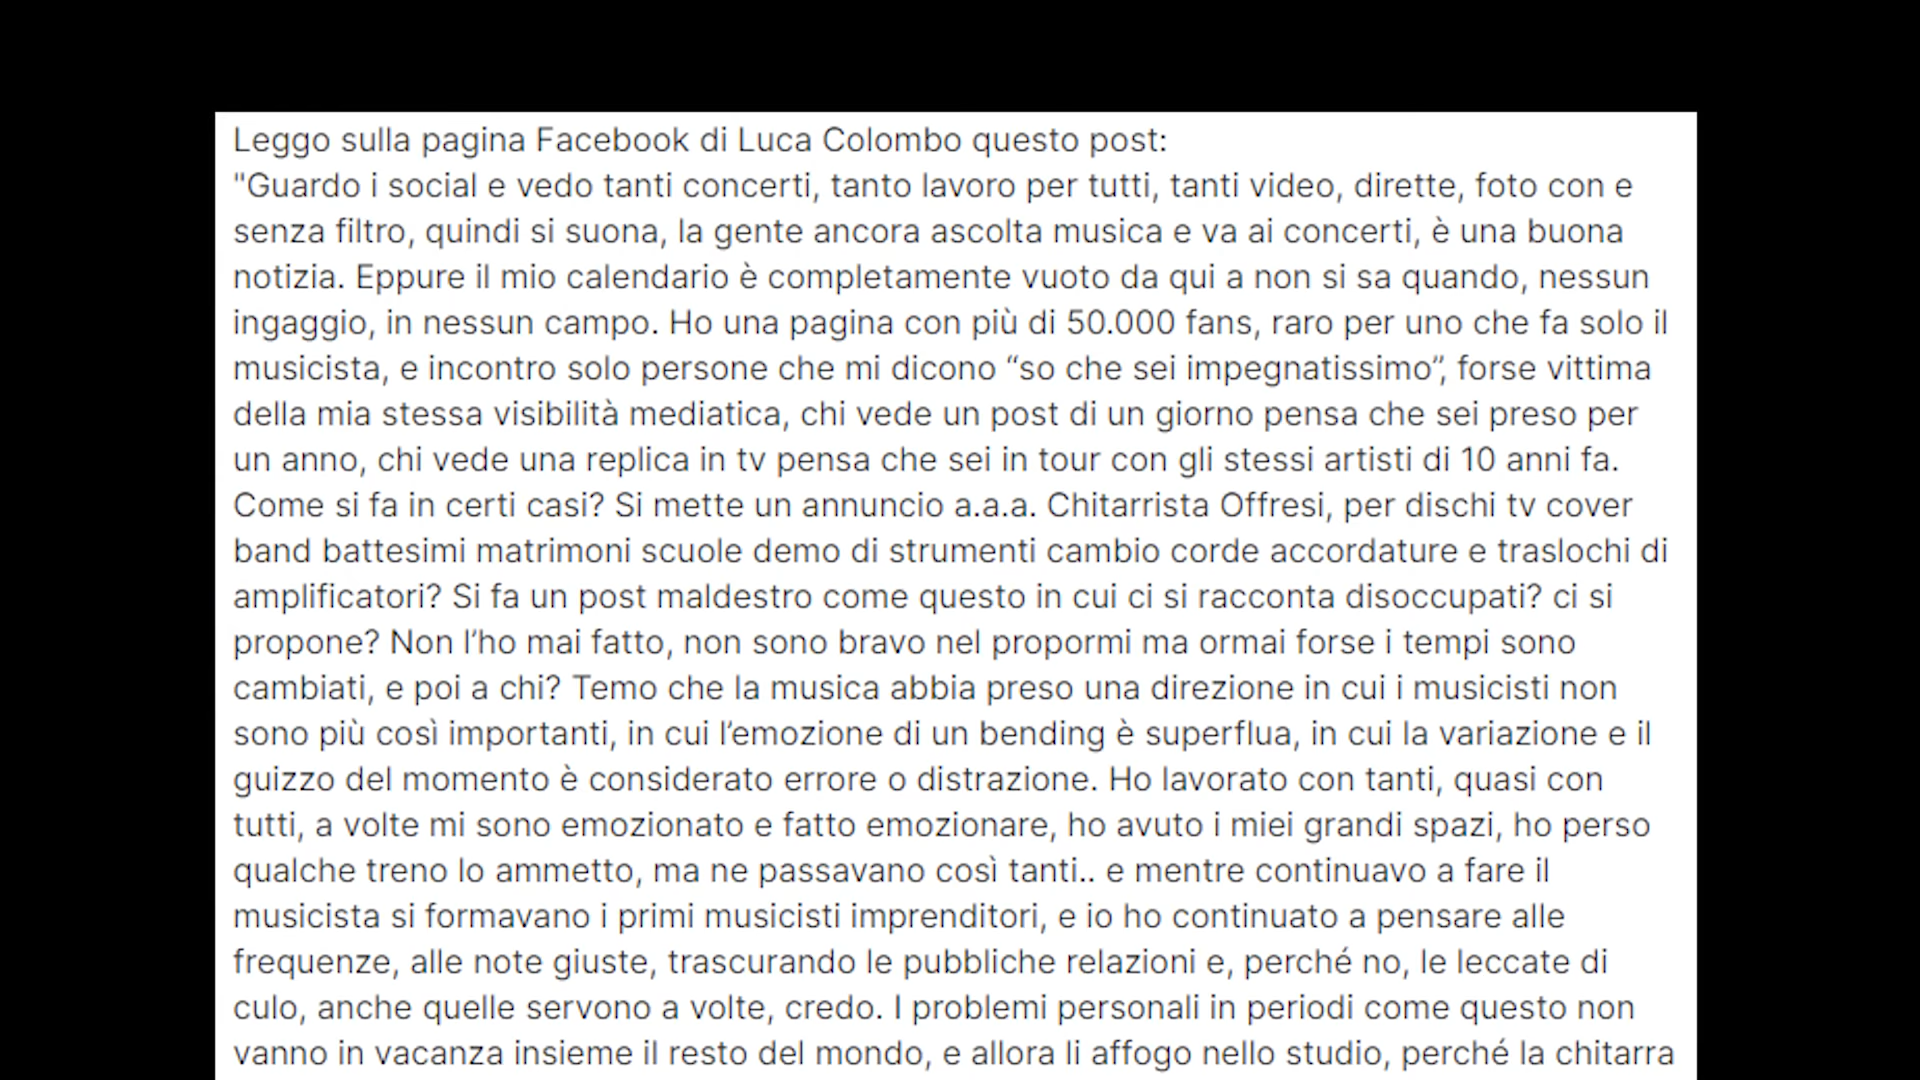 Leggo sulla pagina Facebook di Luca Colombo questo post:
"Guardo i social e vedo tanti concerti, tanto lavoro per tutti, tanti video, dirette, foto con e
senza filtro, quindi si suona, la gente ancora ascolta musica e va ai concerti, è una buona
notizia. Eppure il mio calendario è completamente vuoto da qui a non si sa quando, nessun
ingaggio, in nessun campo. Ho una pagina con più di 50.000 fans, raro per uno che fa solo il
musicista, e incontro solo persone che mi dicono “so che sei impegnatissimo”, forse vittima
della mia stessa visibilità mediatica, chi vede un post di un giorno pensa che sei preso per
un anno, chi vede una replica in tv pensa che sei in tour con gli stessi artisti di 10 anni fa.
Come si fa in certi casi? Si mette un annuncio a.a.a. Chitarrista Offresi, per dischi tv cover
band battesimi matrimoni scuole demo di strumenti cambio corde accordature e traslochi di
amplificatori? Si fa un post maldestro come questo in cui ci si racconta disoccupati? ci si
propone? Non l’ho mai fatto, non sono bravo nel propormi ma ormai forse i tempi sono
cambiati, e poi a chi? Temo che la musica abbia preso una direzione in cui i musicisti non
sono più così importanti, in cui l’emozione di un bending è superflua, in cui la variazione e il
guizzo del momento è considerato errore o distrazione. Ho lavorato con tanti, quasi con
tutti, a volte mi sono emozionato e fatto emozionare, ho avuto i miei grandi spazi, ho perso
qualche treno lo ammetto, ma ne passavano così tanti.. e mentre continuavo a fare il
musicista si formavano i primi musicisti imprenditori, e io ho continuato a pensare alle
frequenze, alle note giuste, trascurando le pubbliche relazioni e, perché no, le leccate di
culo, anche quelle servono a volte, credo. I problemi personali in periodi come questo non
vanno in vacanza insieme il resto del mondo, e allora li affogo nello studio, perché la chitarra